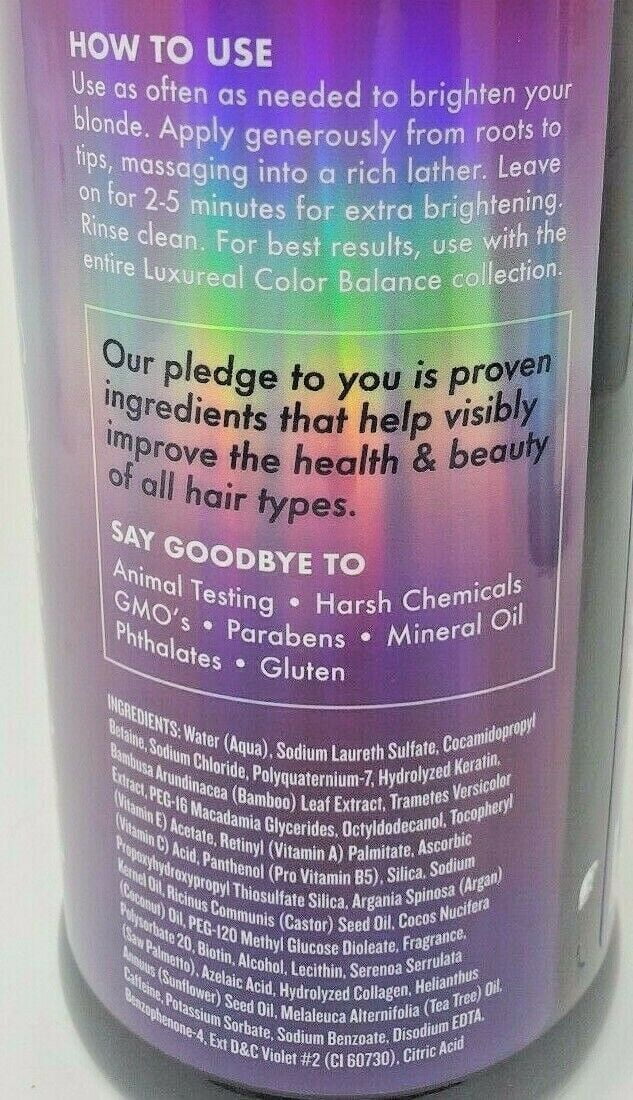 HOW TO USE
Use as often as needed to brighten your
blonde. Apply generously from roots to
tips, massaging into a rich lather. Leave
on for 2-5 minutes for extra brightening.
Rinse clean. For best results, use with the
entire Luxureal Color Balance collection.
Our pledge to you is proven
ingredients that help visibly
improve the health & beauty
of all hair types.
SAY GOODBYE TO
Animal Testing • Harsh Chemicals
GMO's • Parabens • Mineral Oil
Phthalates • Gluten
INGREDIENTS: Water (Aqua), Sodium Laureth Sulfate, Cocamidopropyl
Betaine, Sodium Chloride, Polyquaternium-7, Hydrolyzed Keratin,
Bambusa Arundinacea (Bamboo) Leaf Extract, Trametes Versicolor
Extract, PEG-16 Macadamia Glycerides, Octyldodecanol, Tocopheryl
(Vitamin E) Acetate, Retinyl (Vitamin A) Palmitate, Ascorbic
(Vitamin C) Acid, Panthenol (Pro Vitamin B5), Silica, Sodium
Propoxyhydroxypropyl Thiosulfate Silica, Argania Spinosa (Argan)
Kernel Oil, Ricinus Communis (Castor) Seed Oil, Cocos Nucifera
(Coconut) Oil, PEG-120 Methyl Glucose Dioleate, Fragrance,
Polysorbate 20, Biotin, Alcohol, Lecithin, Serenoa Serrulata
(Saw Palmetto), Azelaic Acid, Hydrolyzed Collagen, Helianthus
Annuus (Sunflower) Seed Oil, Melaleuca Alternifolia (Tea Tree) Oil,
Caffeine, Potassium Sorbate, Sodium Benzoate, Disodium EDTA,
Benzophenone-4, Ext D&C Violet #2 (CI 60730), Citric Acid